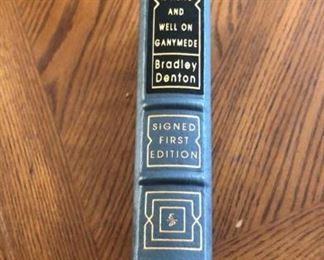 AND
WELL ON
GANYMEDE
Bradley
Denton
SIGNED
FIRST
EDITION